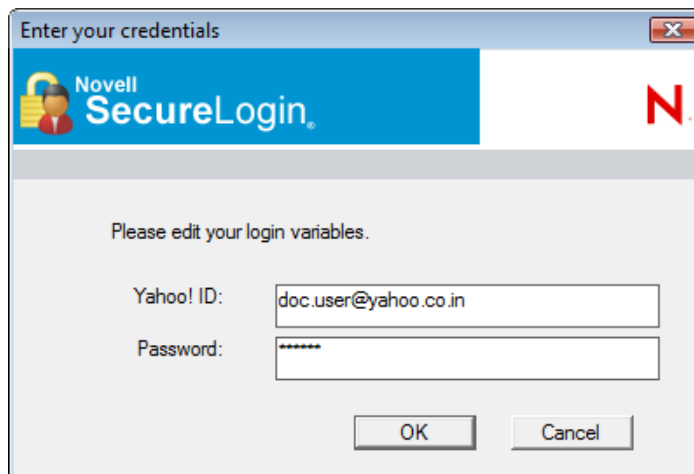 Enter your credentials
Novell
SecureLogin®
N.
Please edit your login variables.
Yahoo! ID: doc.user@yahoo.co.in
Password: ******
OK Cancel